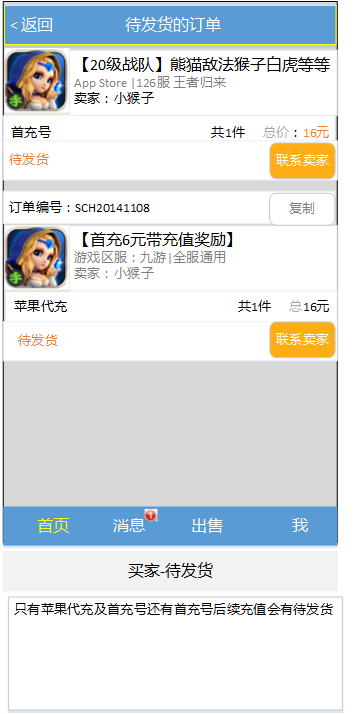 < 返回 待发货的订单
【20级战队】熊猫敌法猴子白虎等等
App Store |126服 王者归来
卖家：小猴子
手
首充号 共1件 总价：16元
待发货 联系卖家
订单编号：SCH20141108 复制
【首充6元带充值奖励】
游戏区服：九游|全服通用
卖家：小猴子
手
苹果代充 共1件 总16元
待发货 联系卖家
首页 消息 1 出售 我
买家-待发货
只有苹果代充及首充号还有首充号后续充值会有待发货